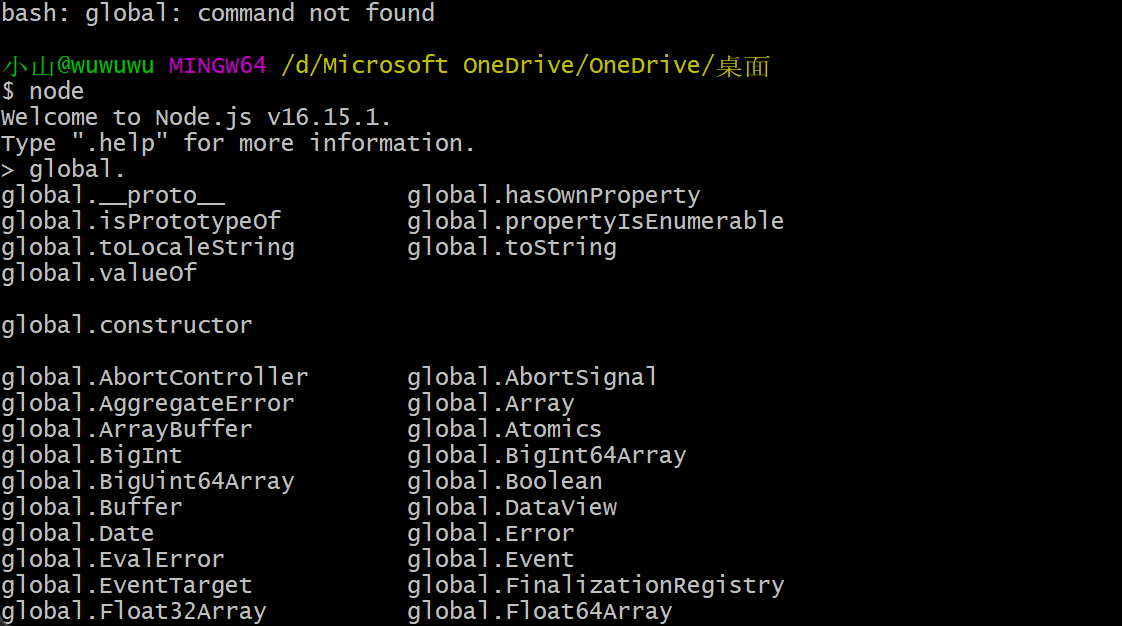 bash: global: command not found
小山@wuwuwu MINGW64 /d/Microsoft OneDrive/OneDrive/桌面
$ node
Welcome to Node.js v16.15.1.
Type ".help" for more information.
> global.
global.__proto__ global.hasOwnProperty
global.isPrototypeOf global.propertyIsEnumerable
global.toLocaleString global.toString
global.valueOf
global.constructor
global.AbortController global.AbortSignal
global.AggregateError global.Array
global.ArrayBuffer global.Atomics
global.BigInt global.BigInt64Array
global.BigUint64Array global.Boolean
global.Buffer global.DataView
global.Date global.Error
global.EvalError global.Event
global.EventTarget global.FinalizationRegistry
global.Float32Array global.Float64Array